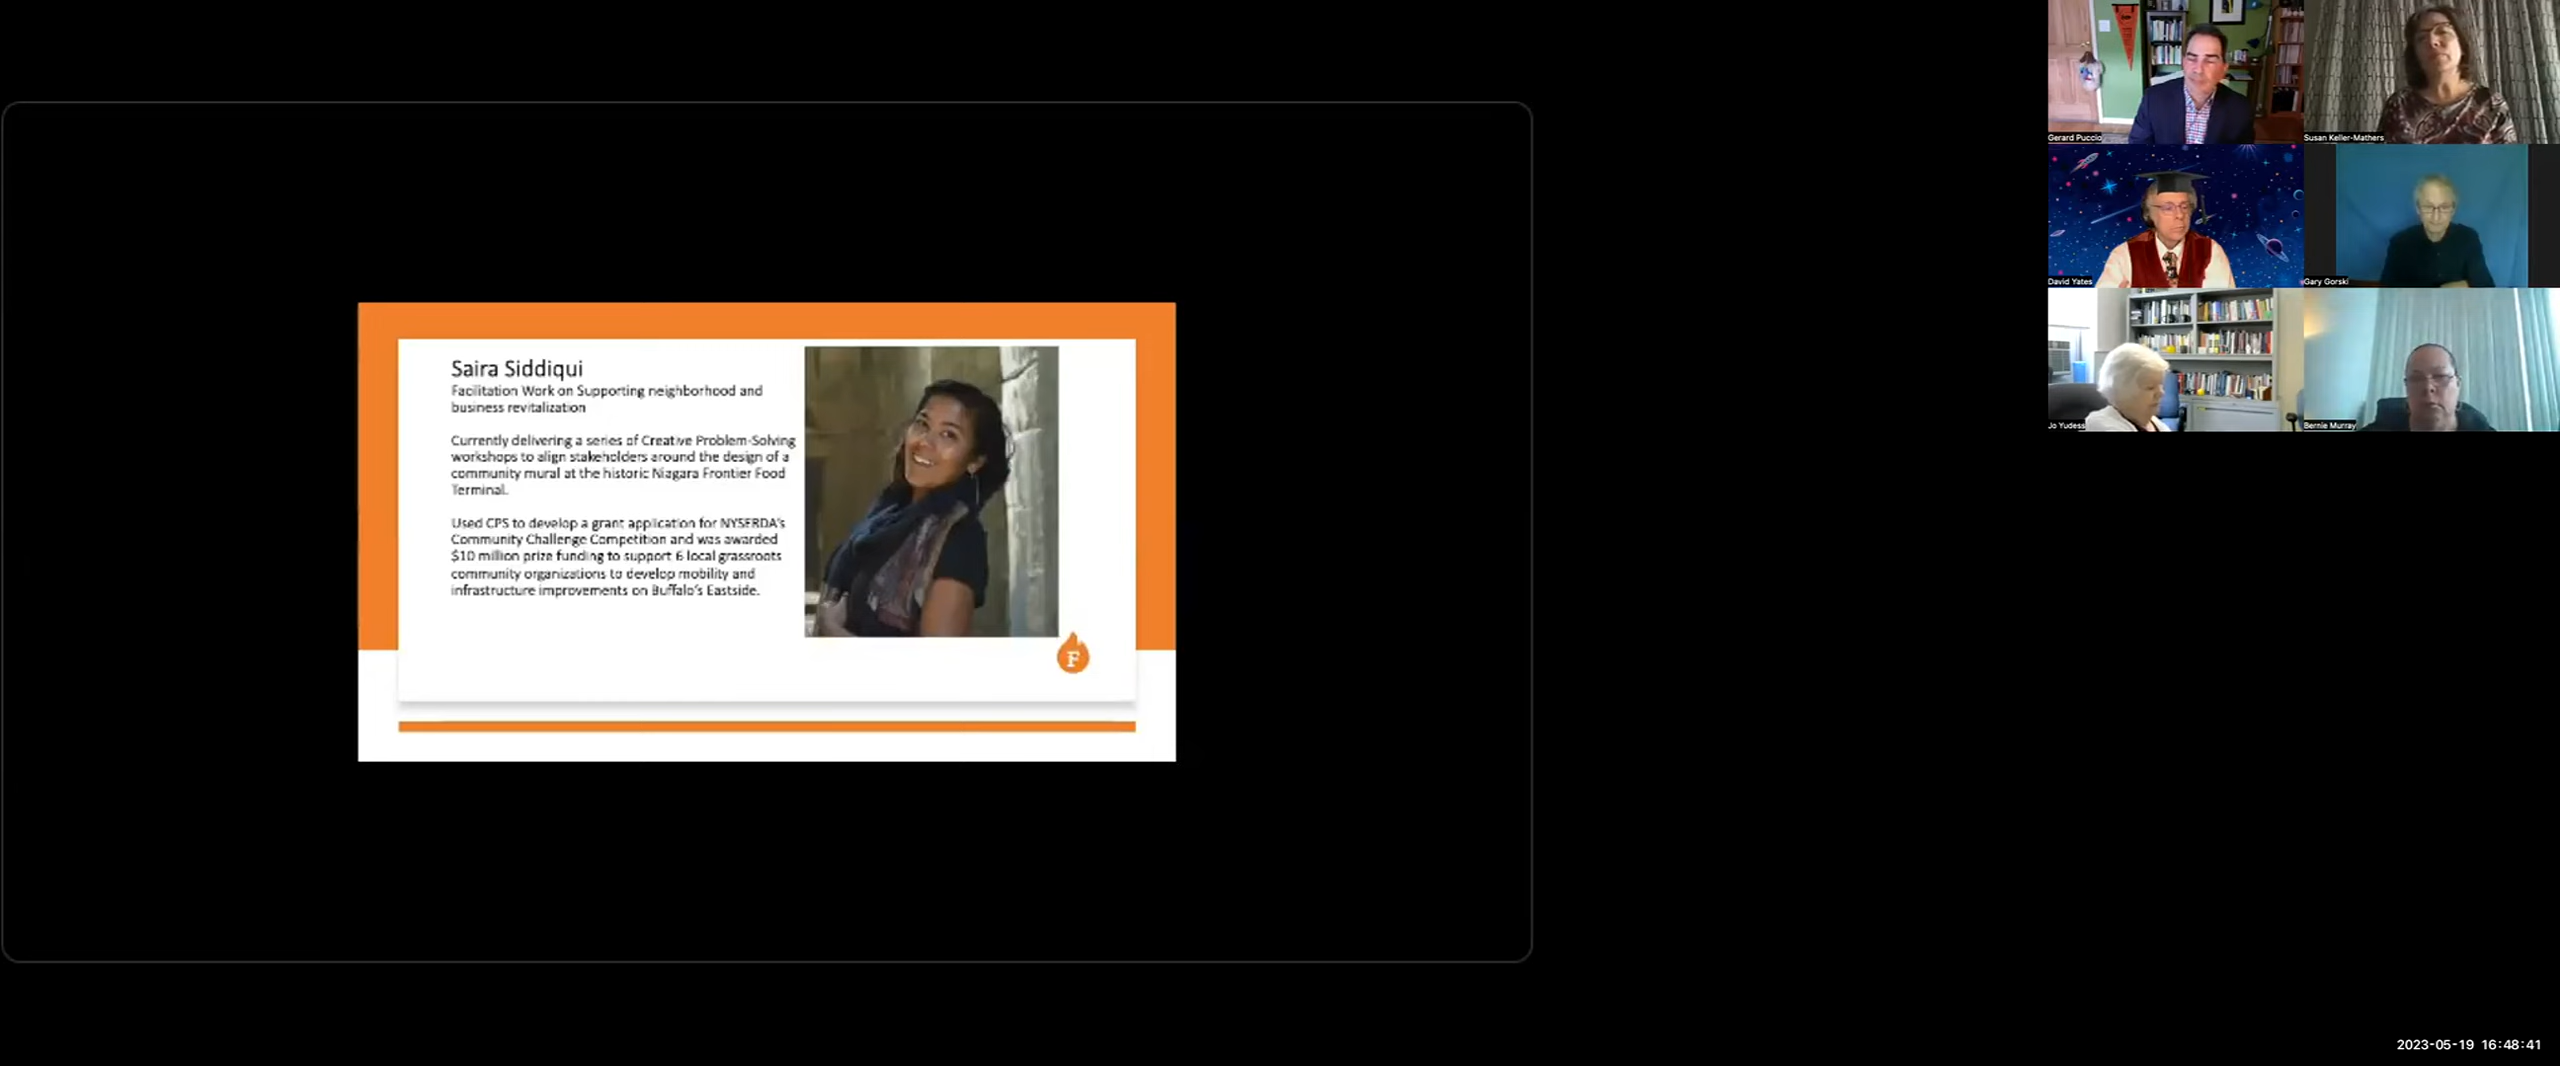 Saira Siddiqui
Facilitation Work on Supporting neighborhood and
business revitalization
Currently delivering a series of Creative Problem-Solving
workshops to align stakeholders around the design of a
community mural at the historic Niagara Frontier Food
Terminal.
Used CPS to develop a grant application for NYSERDA's
Community Challenge Competition and was awarded
$10 million prize funding to support 6 local grassroots
community organizations to develop mobility and
infrastructure improvements on Buffalo's Eastside.
F
Gerard Puccio
Susan Keller-Mathers
David Yates
Gary Gorski
Jo Yudess
Bernie Murray
2023-05-19 16:48:41